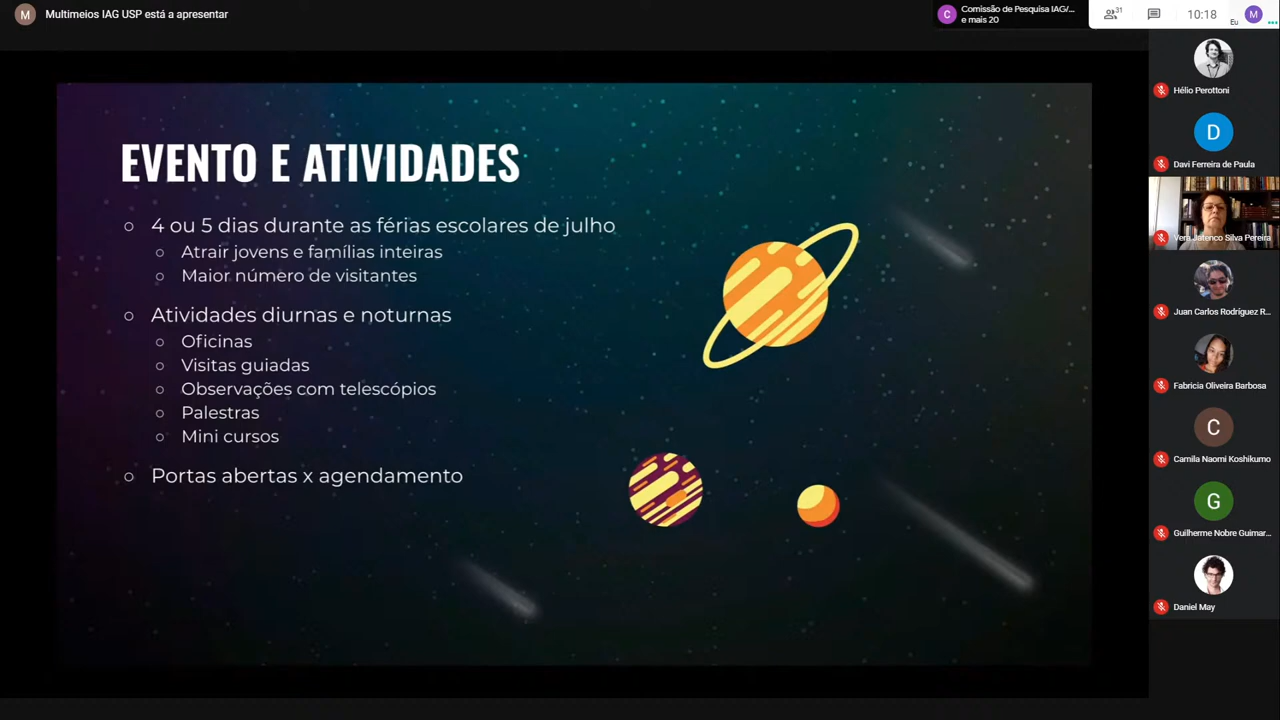 M Multimeios IAG USP está a apresentar
C Comissão de Pesquisa IAG/...
e mais 20
31
10:18
Eu
M
EVENTO E ATIVIDADES
○ 4 ou 5 dias durante as férias escolares de julho
○ Atrair jovens e famílias inteiras
○ Maior número de visitantes
○ Atividades diurnas e noturnas
○ Oficinas
○ Visitas guiadas
○ Observações com telescópios
○ Palestras
○ Mini cursos
○ Portas abertas x agendamento
Hélio Perottoni
D
Davi Ferreira de Paula
Vera Jatenco Silva Pereira
Juan Carlos Rodríguez R...
Fabricia Oliveira Barbosa
C
Camila Naomi Koshikumo
G
Guilherme Nobre Guimar...
Daniel May